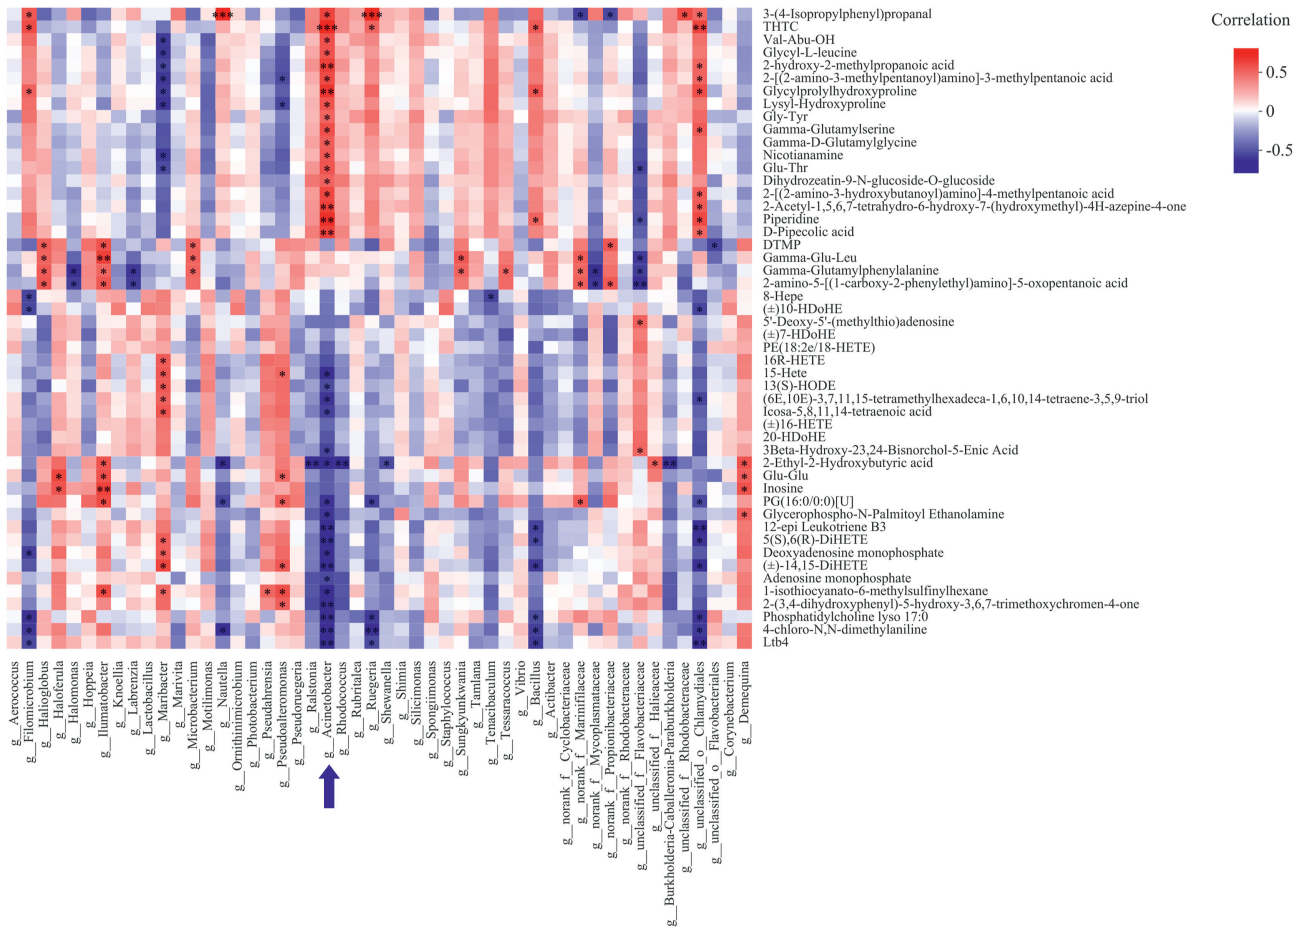 3-(4-Isopropylphenyl)propanal
THTC
Val-Abu-OH
Glycyl-L-leucine
2-hydroxy-2-methylpropanoic acid
2-[(2-amino-3-methylpentanoyl)amino]-3-methylpentanoic acid
Glycylprolylhydroxyproline
Lysyl-Hydroxyproline
Gly-Tyr
Gamma-Glutamylserine
Gamma-D-Glutamylglycine
Nicotianamine
Glu-Thr
Dihydrozeatin-9-N-glucoside-O-glucoside
2-[(2-amino-3-hydroxybutanoyl)amino]-4-methylpentanoic acid
2-Acetyl-1,5,6,7-tetrahydro-6-hydroxy-7-(hydroxymethyl)-4H-azepine-4-one
Piperidine
D-Pipecolic acid
DTMP
Gamma-Glu-Leu
Gamma-Glutamylphenylalanine
2-amino-5-[(1-carboxy-2-phenylethyl)amino]-5-oxopentanoic acid
8-Hepe
(±)10-HDoHE
5'-Deoxy-5'-(methylthio)adenosine
(±)7-HDoHE
PE(18:2e/18-HETE)
16R-HETE
15-Hete
13(S)-HODE
(6E,10E)-3,7,11,15-tetramethylhexadeca-1,6,10,14-tetraene-3,5,9-triol
Icosa-5,8,11,14-tetraenoic acid
(±)16-HETE
20-HDoHE
3Beta-Hydroxy-23,24-Bisnorchol-5-Enic Acid
2-Ethyl-2-Hydroxybutyric acid
Glu-Glu
Inosine
PG(16:0/0:0)[U]
Glycerophospho-N-Palmitoyl Ethanolamine
12-epi Leukotriene B3
5(S),6(R)-DiHETE
Deoxyadenosine monophosphate
(±)-14,15-DiHETE
Adenosine monophosphate
1-isothiocyanato-6-methylsulfinylhexane
2-(3,4-dihydroxyphenyl)-5-hydroxy-3,6,7-trimethoxychromen-4-one
Phosphatidylcholine lyso 17:0
4-chloro-N,N-dimethylaniline
Ltb4
Correlation
0.5
0
-0.5
g__Aerococcus
g__Filomicrobium
g__Halioglobus
g__Haloferula
g__Halomonas
g__Hoppeia
g__Ilumatobacter
g__Knoellia
g__Labrenzia
g__Lactobacillus
g__Maribacter
g__Marivita
g__Microbacterium
g__Motilimonas
g__Nautella
g__Ornithinimicrobium
g__Photobacterium
g__Pseudahrensia
g__Pseudoalteromonas
g__Pseudoruegeria
g__Ralstonia
g__Acinetobacter
g__Rhodococcus
g__Rubritalea
g__Ruegeria
g__Shewanella
g__Shimia
g__Silicimonas
g__Spongiimonas
g__Staphylococcus
g__Sungkyunkwania
g__Tamlana
g__Tenacibaculum
g__Tessaracoccus
g__Vibrio
g__Bacillus
g__Actibacter
g__norank_f__Cyclobacteriaceae
g__norank_f__Marinifilaceae
g__norank_f__Mycoplasmataceae
g__norank_f__Propionibacteriaceae
g__norank_f__Rhodobacteraceae
g__unclassified_f__Flavobacteriaceae
g__unclassified_f__Halieaceae
g__Burkholderia-Caballeronia-Paraburkholderia
g__unclassified_f__Rhodobacteraceae
g__unclassified_o__Chlamydiales
g__unclassified_o__Flavobacteriales
g__Corynebacterium
g__Demequina